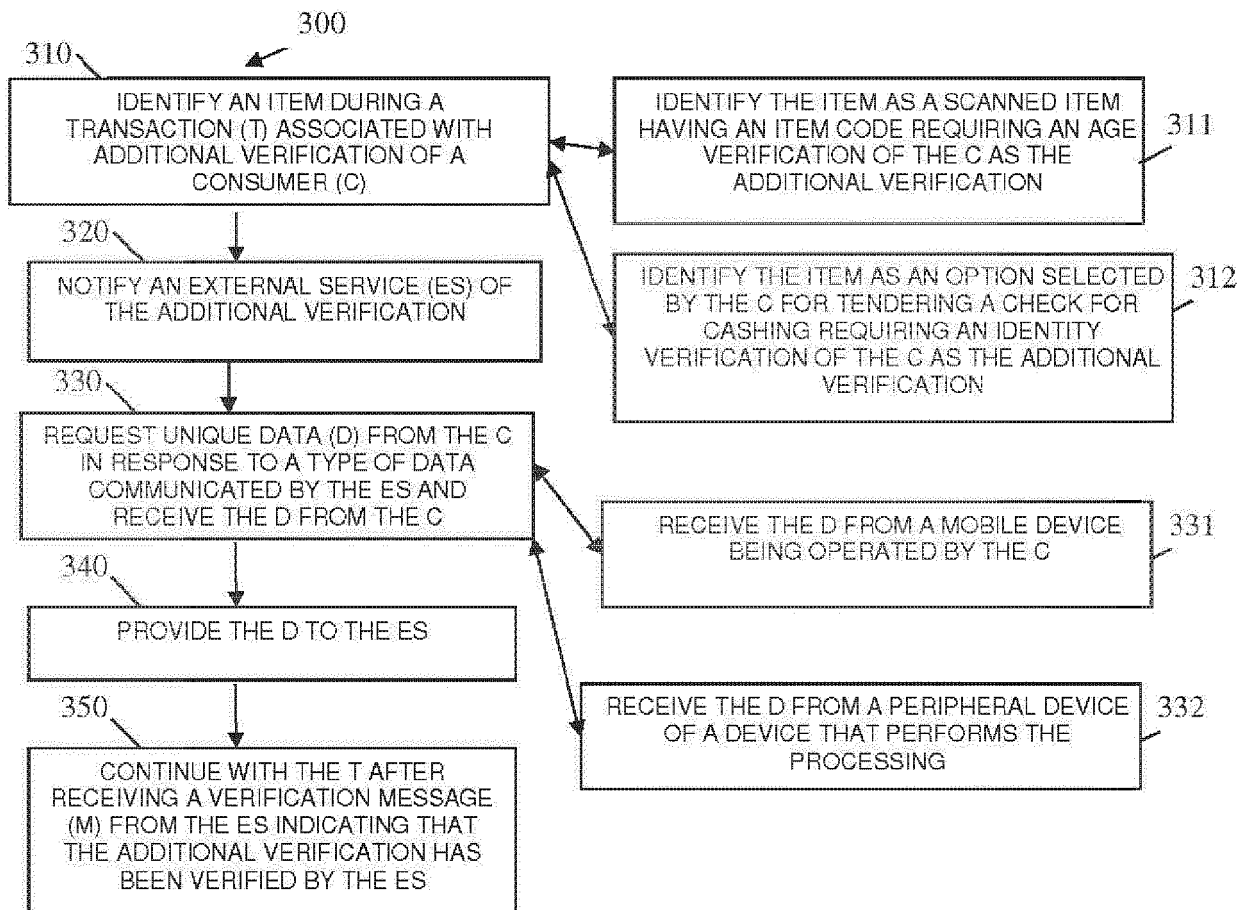 300
310
IDENTIFY AN ITEM DURING A
TRANSACTION (T) ASSOCIATED WITH
ADDITIONAL VERIFICATION OF A
CONSUMER (C)
IDENTIFY THE ITEM AS A SCANNED ITEM
HAVING AN ITEM CODE REQUIRING AN AGE
VERIFICATION OF THE C AS THE
ADDITIONAL VERIFICATION
311
320
NOTIFY AN EXTERNAL SERVICE (ES) OF
THE ADDITIONAL VERIFICATION
IDENTIFY THE ITEM AS AN OPTION SELECTED
BY THE C FOR TENDERING A CHECK FOR
CASHING REQUIRING AN IDENTITY
VERIFICATION OF THE C AS THE ADDITIONAL
VERIFICATION
312
330
REQUEST UNIQUE DATA (D) FROM THE C
IN RESPONSE TO A TYPE OF DATA
COMMUNICATED BY THE ES AND
RECEIVE THE D FROM THE C
RECEIVE THE D FROM A MOBILE DEVICE
BEING OPERATED BY THE C
331
340
PROVIDE THE D TO THE ES
RECEIVE THE D FROM A PERIPHERAL DEVICE
OF A DEVICE THAT PERFORMS THE
PROCESSING
332
350
CONTINUE WITH THE T AFTER
RECEIVING A VERIFICATION MESSAGE
(M) FROM THE ES INDICATING THAT
THE ADDITIONAL VERIFICATION HAS
BEEN VERIFIED BY THE ES